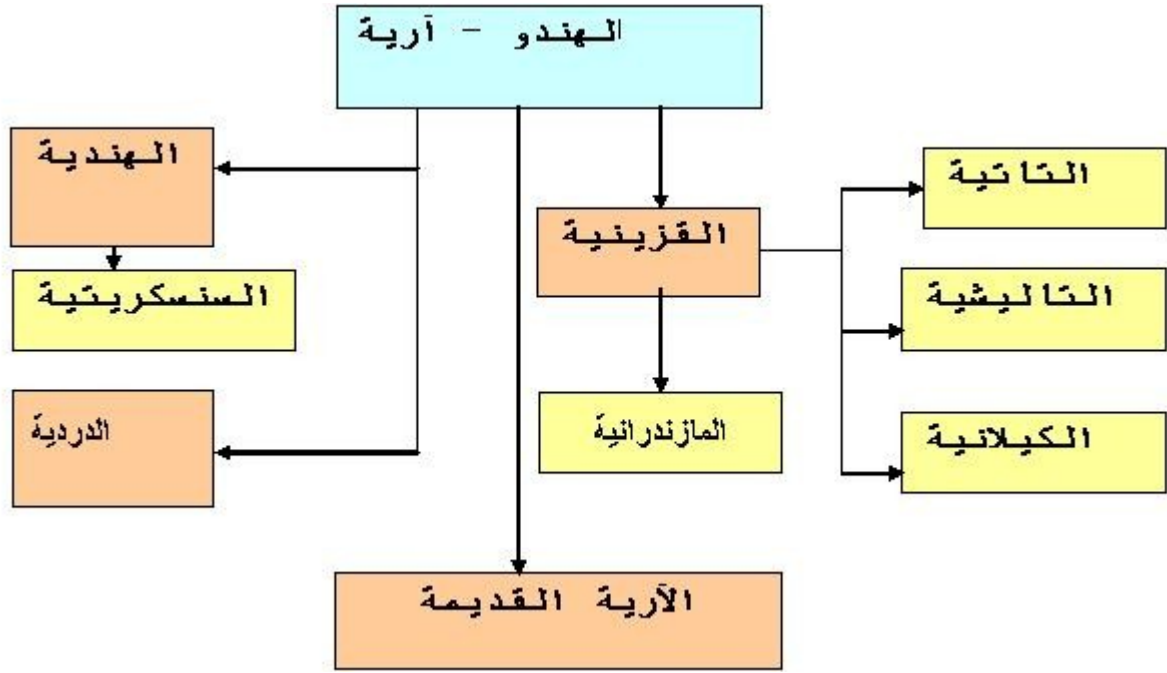 الهندو - آرية
الهندية
التاتية
القزينية
السنسكريتية
التاليشية
المازندرانية
الدردية
الكيلانية
الآرية القديمة